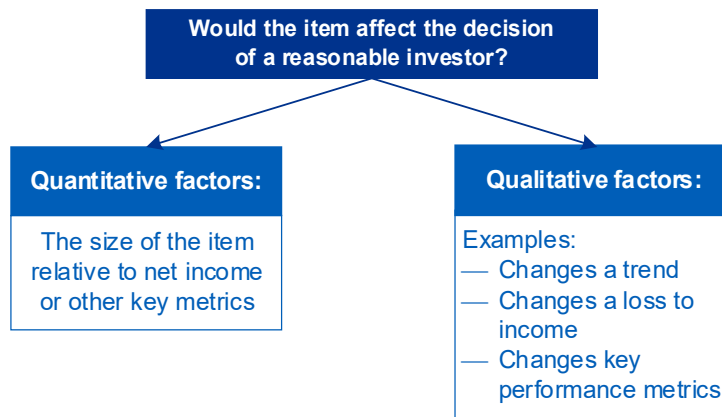 Would the item affect the decision
of a reasonable investor?
Quantitative factors:
The size of the item
relative to net income
or other key metrics
Qualitative factors:
Examples:
— Changes a trend
— Changes a loss to
income
— Changes key
performance metrics